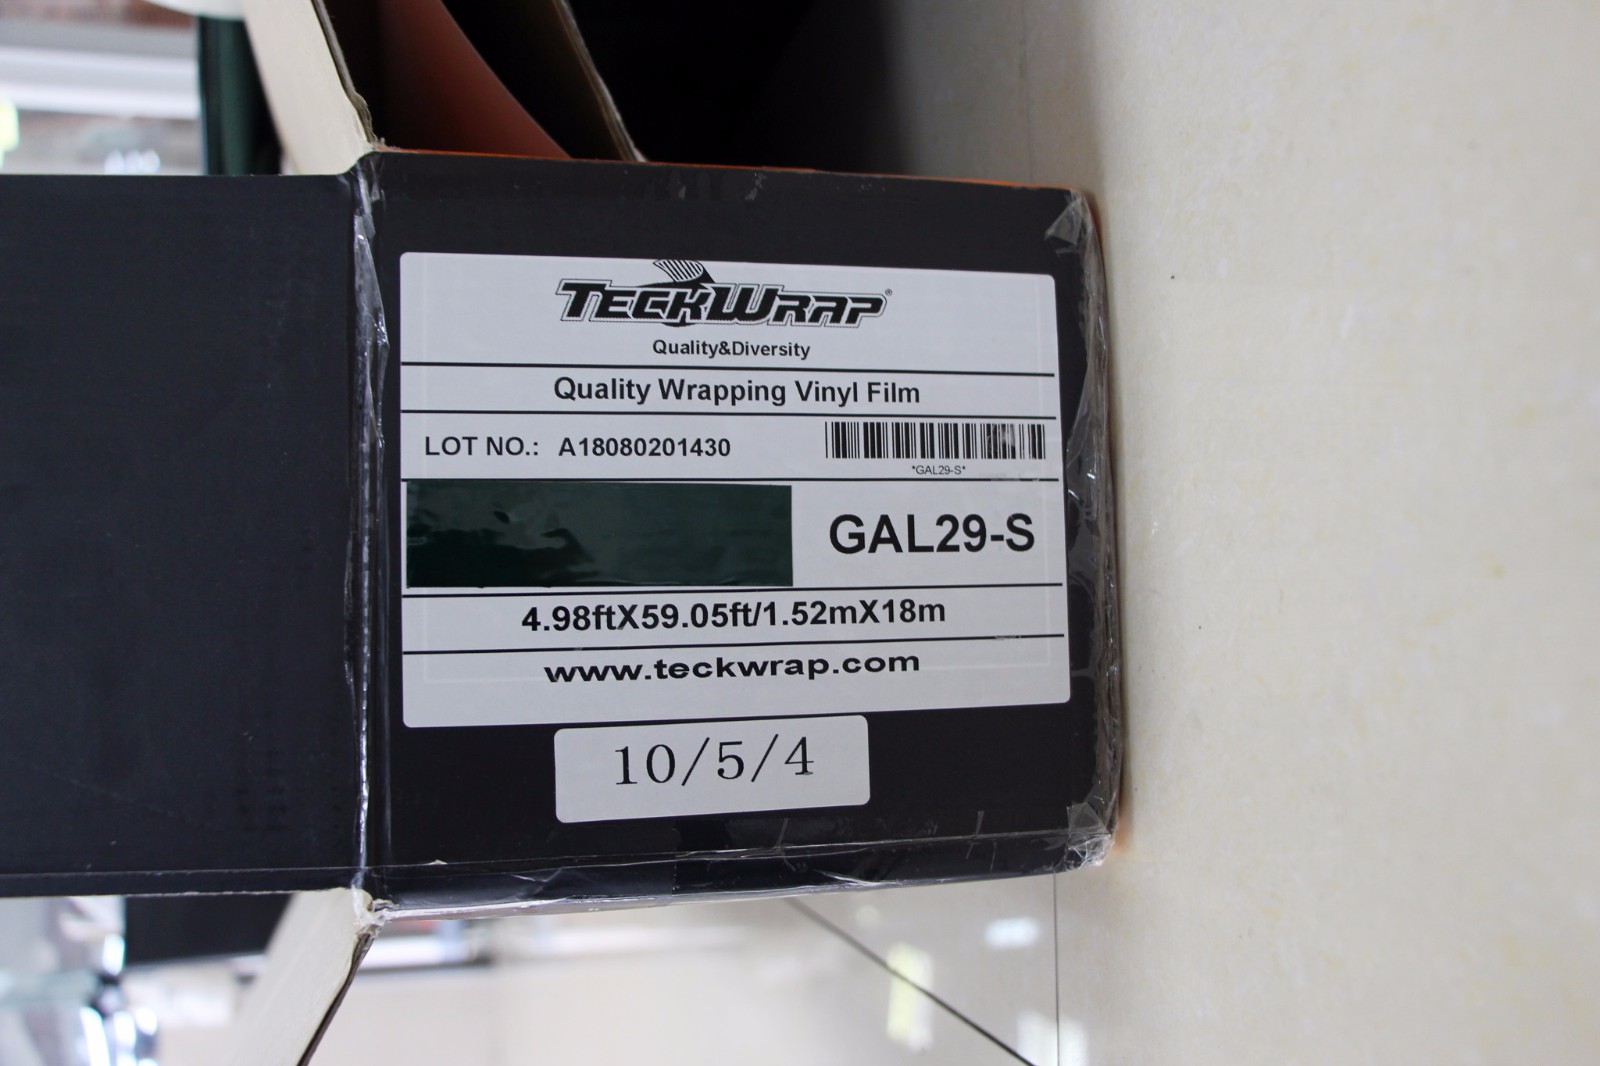 TECKWRAP®
Quality&Diversity
Quality Wrapping Vinyl Film
LOT NO.: A18080201430
*GAL29-S*
GAL29-S
4.98ftX59.05ft/1.52mX18m
www.teckwrap.com
10/5/4